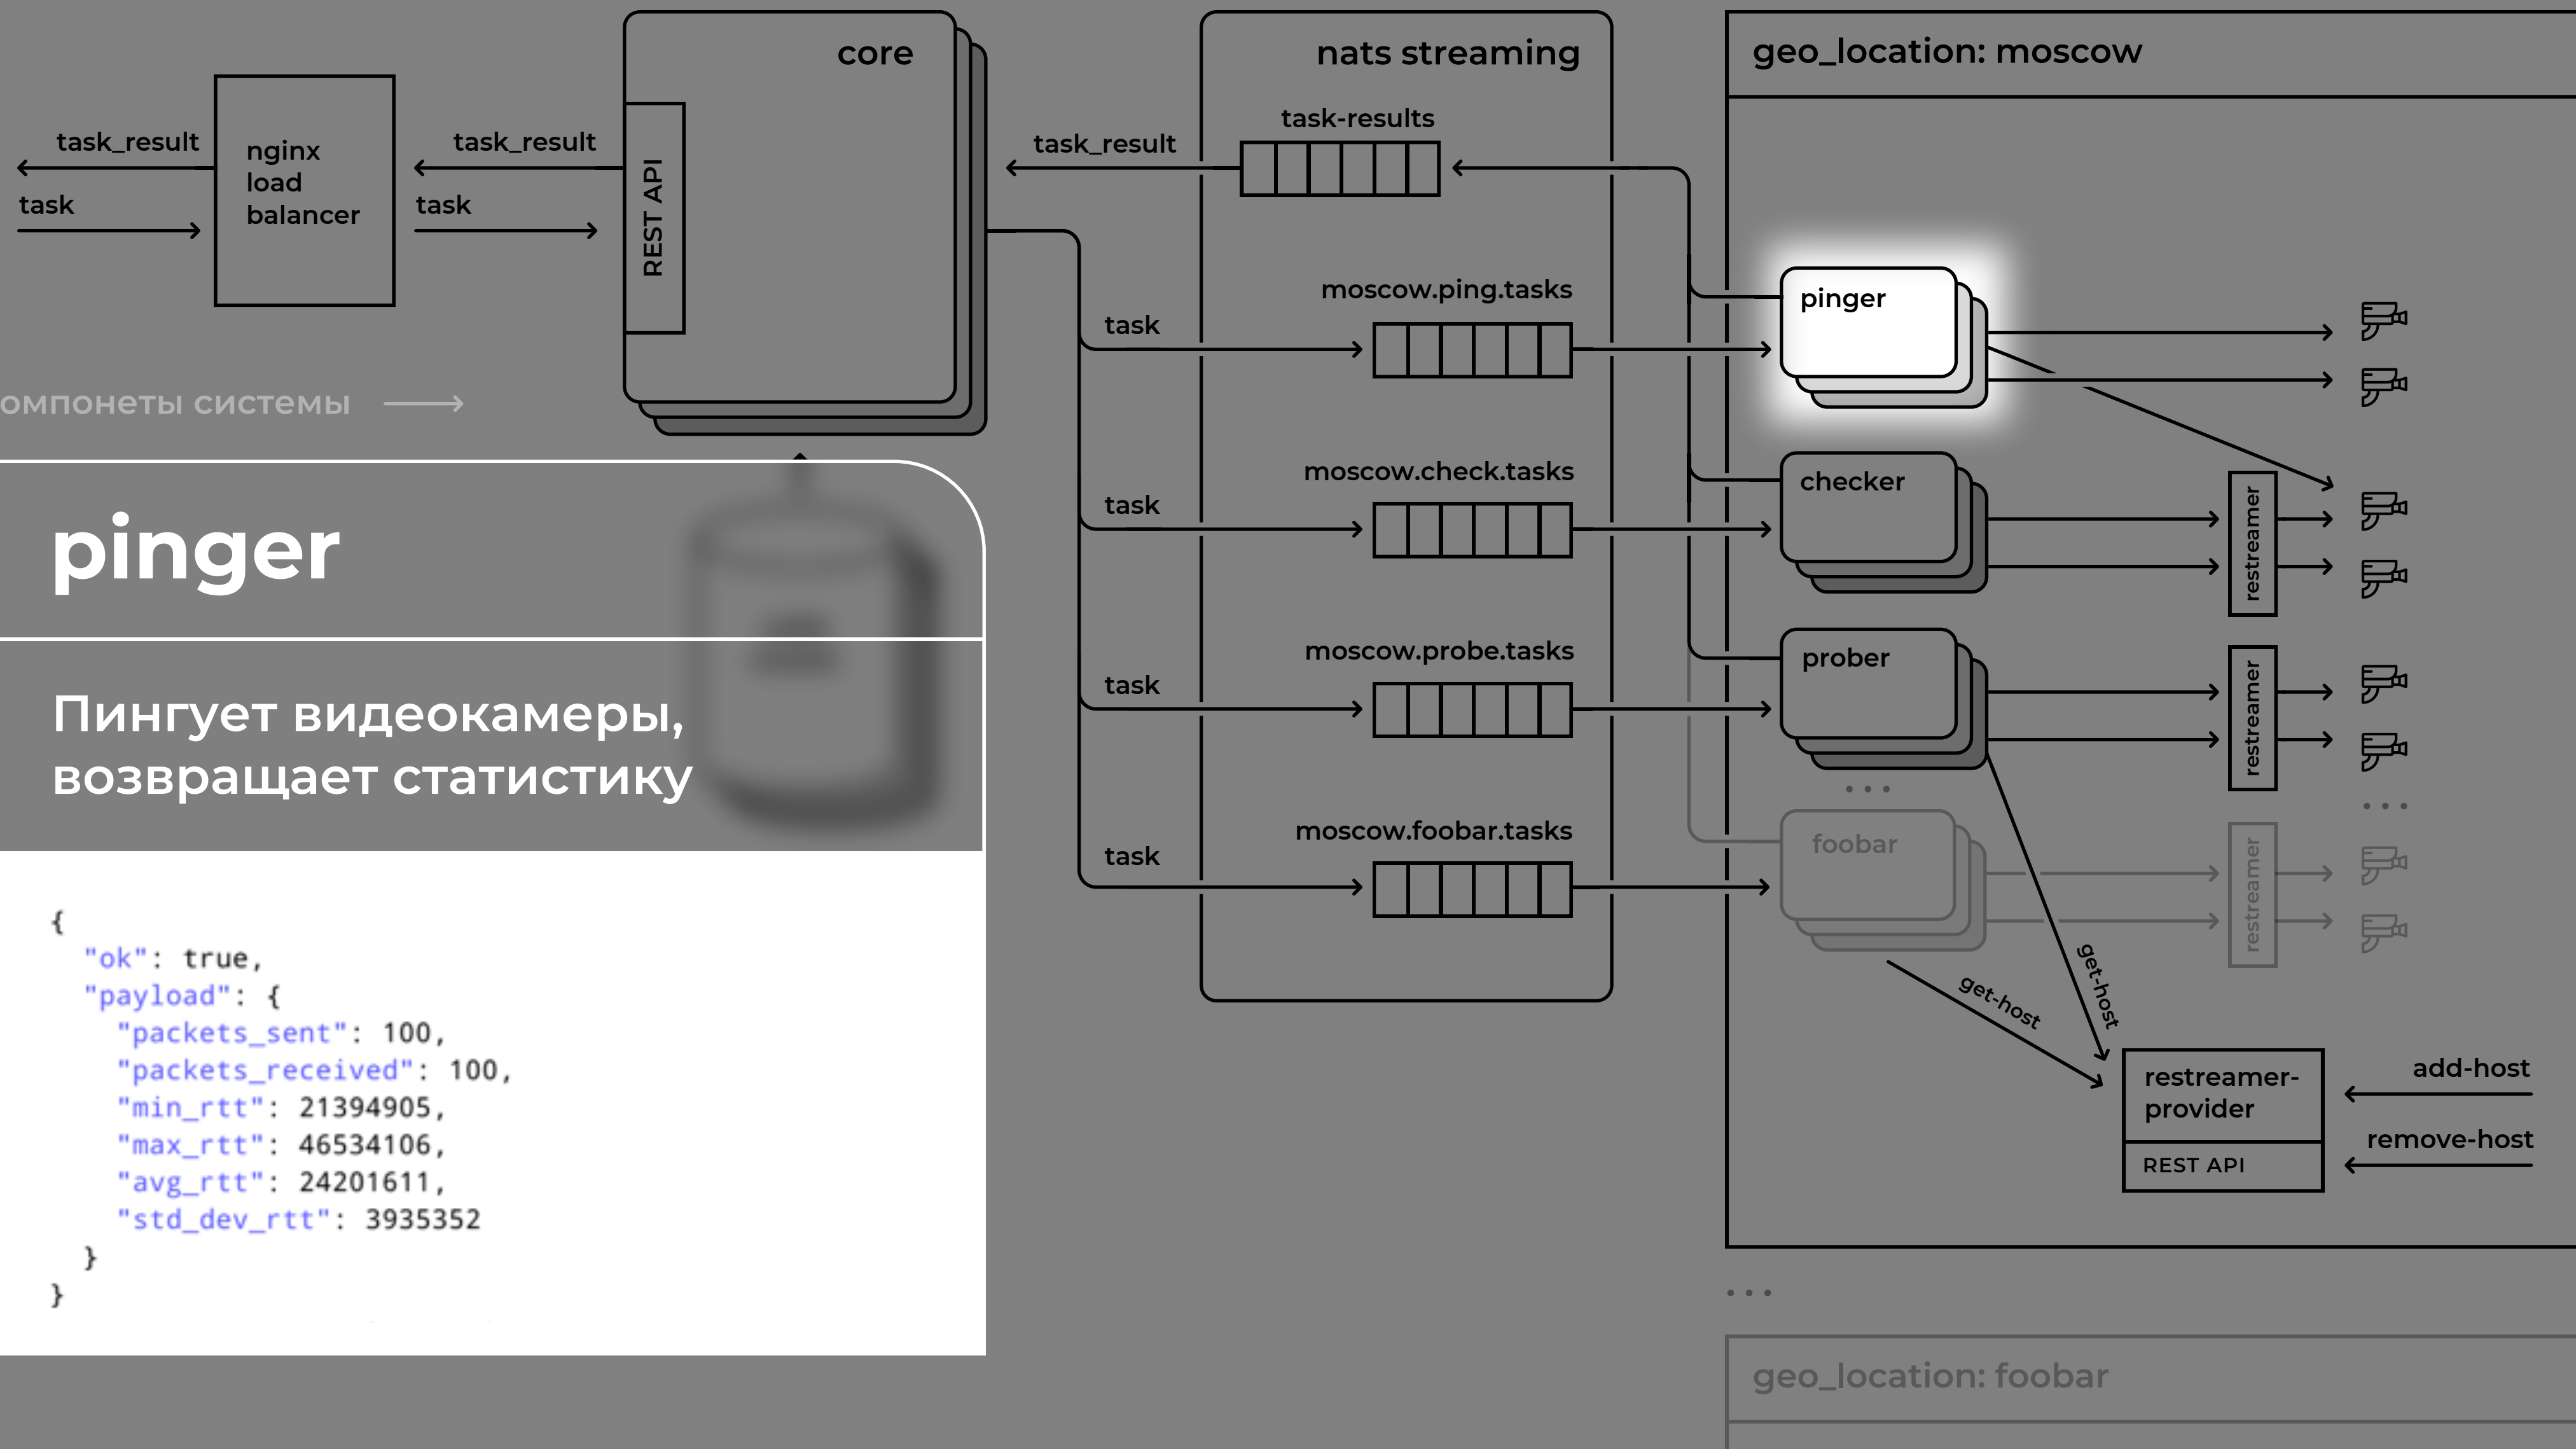 core
nats streaming
geo_location: moscow
task_result
task
nginx
load
balancer
task_result
task
REST API
task_result
task-results
moscow.ping.tasks
task
pinger
омпонеты системы
moscow.check.tasks
task
checker
restreamer
moscow.probe.tasks
task
prober
restreamer
...
...
moscow.foobar.tasks
task
foobar
restreamer
get-host
get-host
restreamer-
provider
REST API
add-host
remove-host
...
geo_location: foobar
pinger
Пингует видеокамеры,
возвращает статистику
{
"ok": true,
"payload": {
"packets_sent": 100,
"packets_received": 100,
"min_rtt": 21394905,
"max_rtt": 46534106,
"avg_rtt": 24201611,
"std_dev_rtt": 3935352
}
}